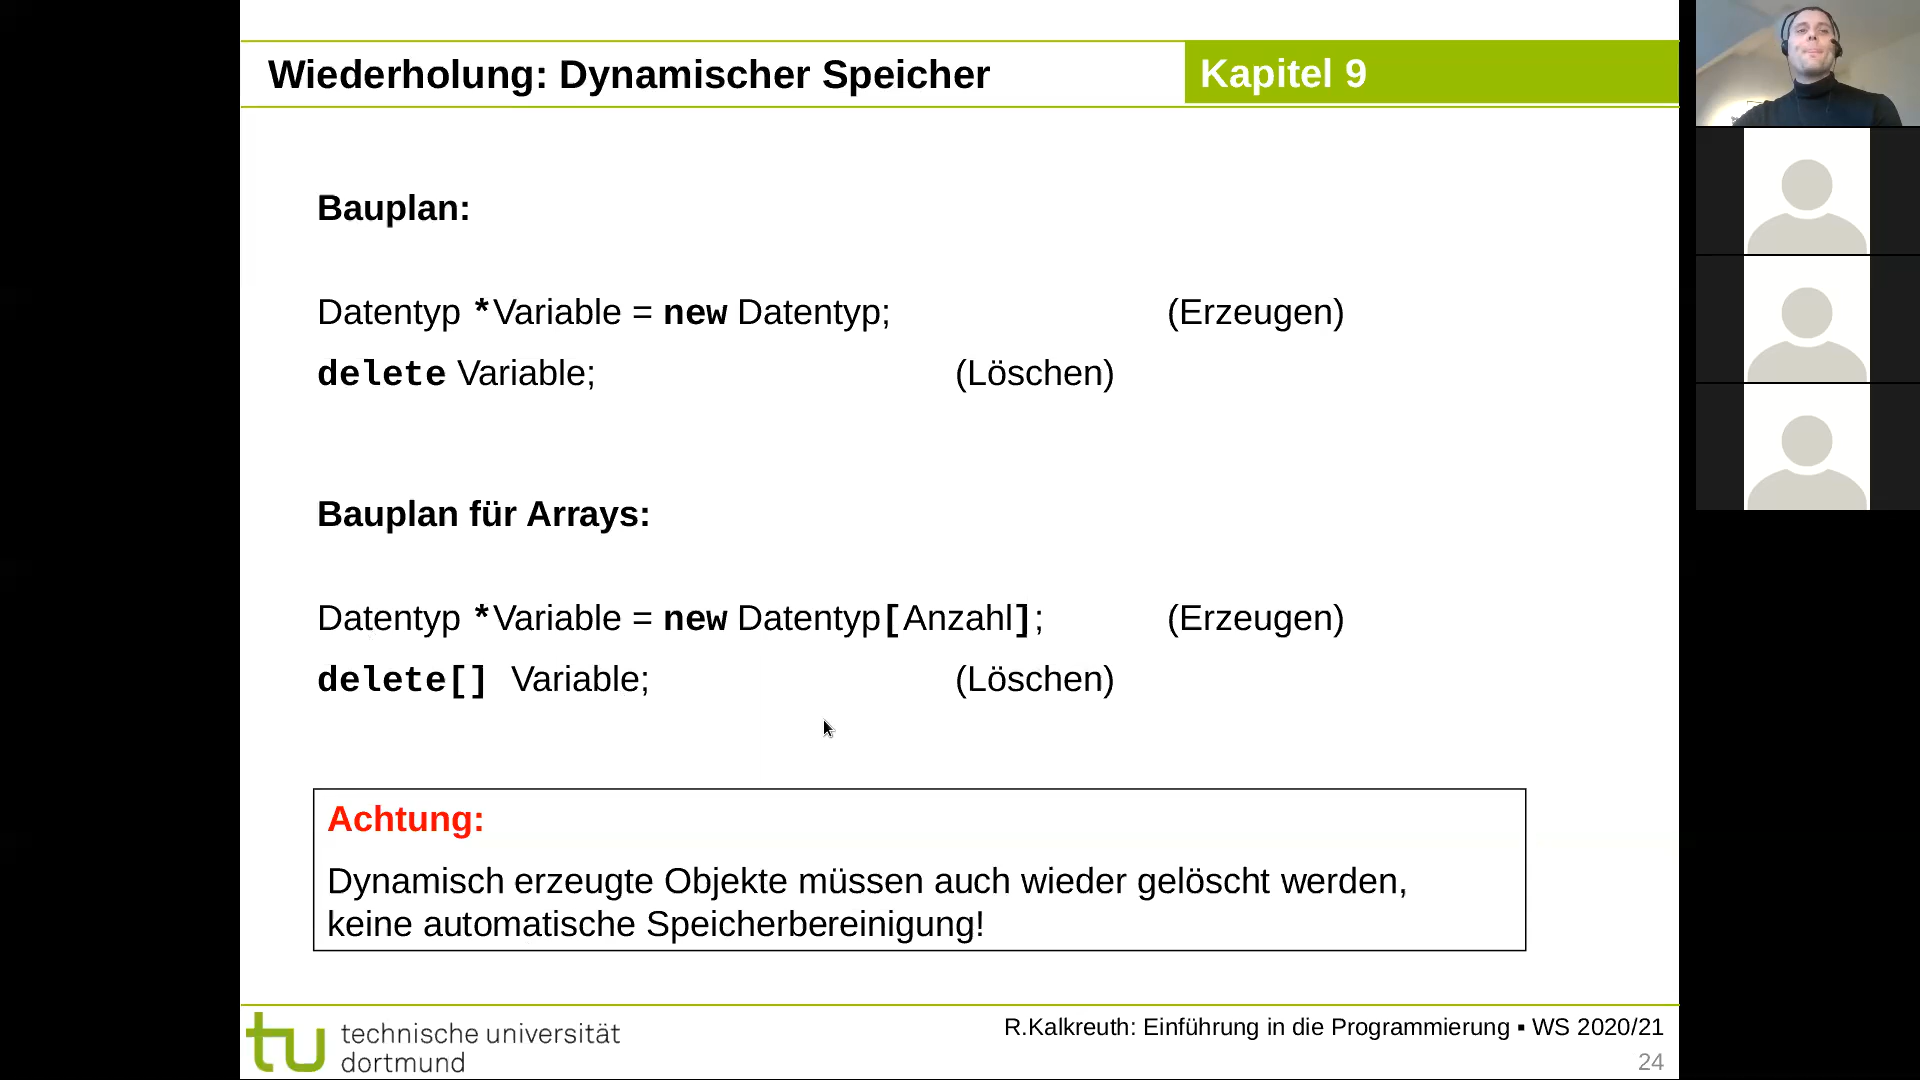 Wiederholung: Dynamischer Speicher
Kapitel 9
Bauplan:
Datentyp *Variable = new Datentyp; (Erzeugen)
delete Variable; (Löschen)
Bauplan für Arrays:
Datentyp *Variable = new Datentyp[Anzahl]; (Erzeugen)
delete[] Variable; (Löschen)
Achtung:
Dynamisch erzeugte Objekte müssen auch wieder gelöscht werden,
keine automatische Speicherbereinigung!
tu technische universität
dortmund
R.Kalkreuth: Einführung in die Programmierung ▪ WS 2020/21
24